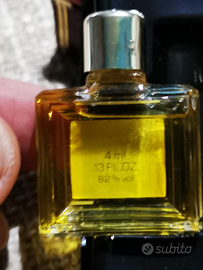 4 ml
.13 FL.OZ.
82% vol
subito